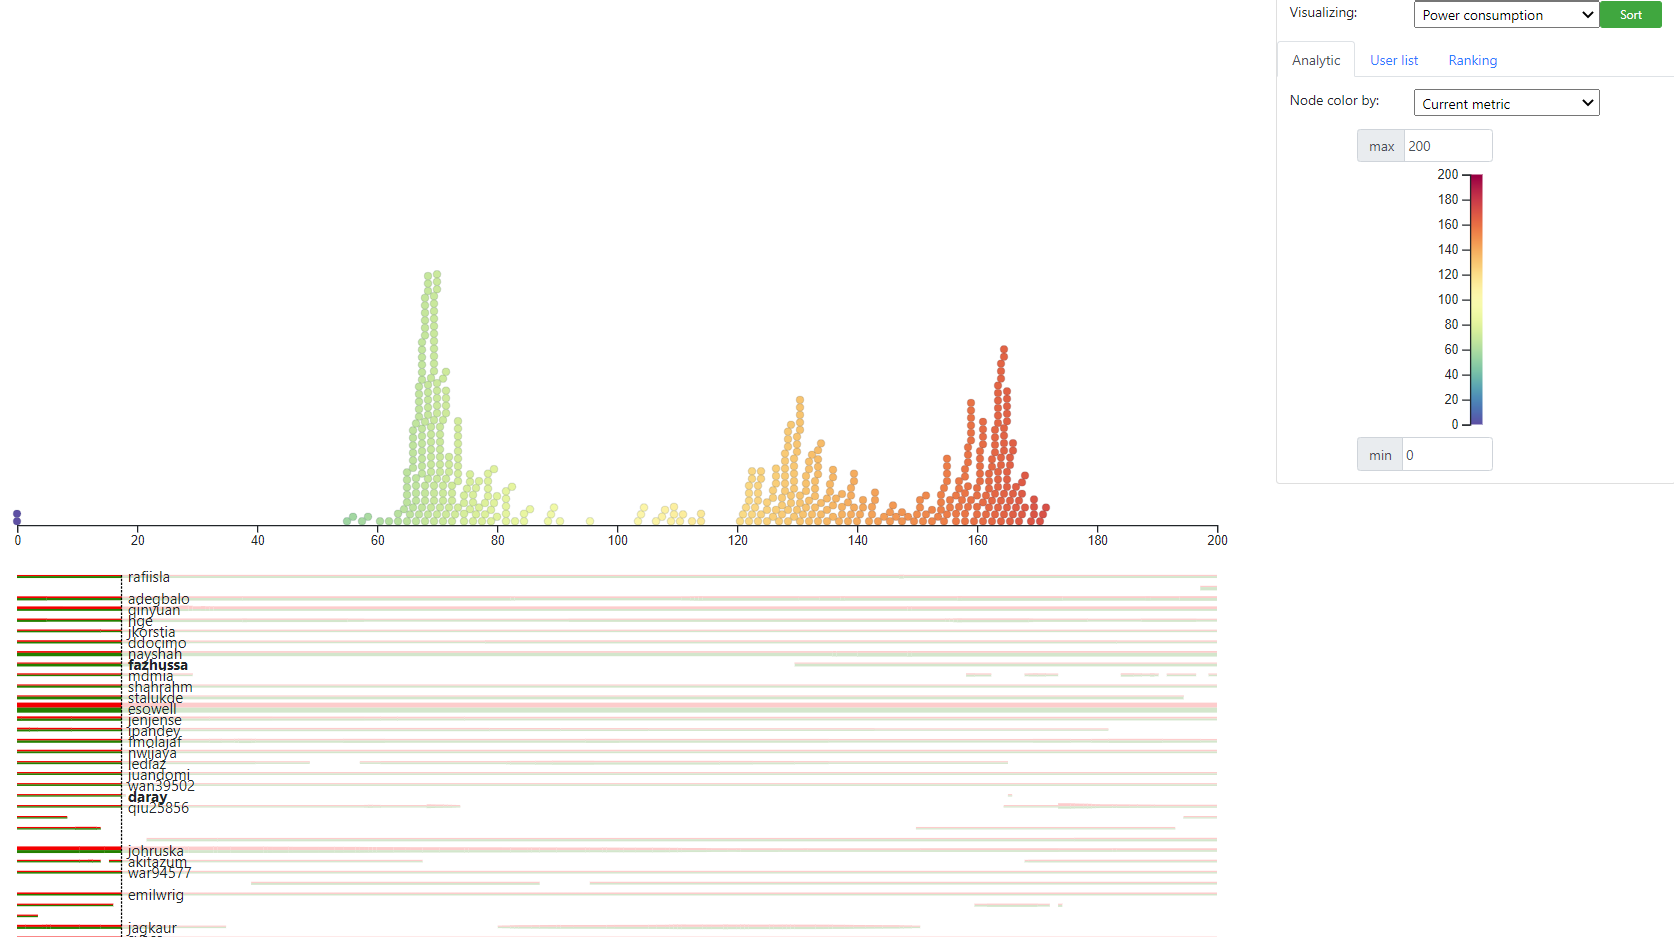 Visualizing: Power consumption Sort
Analytic User list Ranking
Node color by: Current metric
max 200
200
180
160
140
120
100
80
60
40
20
0
min 0
0 20 40 60 80 100 120 140 160 180 200
rafiisla
adegbalo
qinyuan
hge
jkorstia
ddocimo
nayshah
fazhussa
mdmia
shahrahm
stalukde
esowell
jenjense
ipandey
fmolajaf
nwijaya
lediaz
juandomi
wan39502
daray
qiu25856
johruska
akitazum
war94577
emilwrig
jagkaur